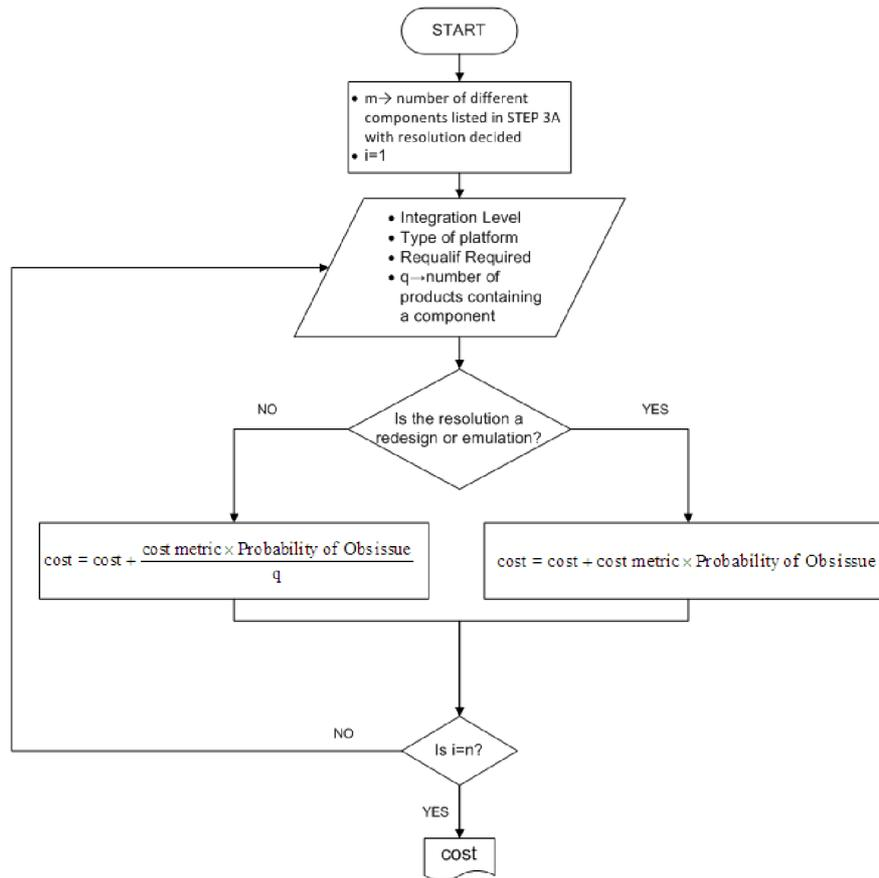 START
• m→ number of different
components listed in STEP 3A
with resolution decided
• i=1
• Integration Level
• Type of platform
• Requalif Required
• q→number of
products containing
a component
NO
YES
Is the resolution a
redesign or emulation?
cost = cost + cost metric × Probability of Obsissue / q
cost = cost + cost metric × Probability of Obsissue
NO
Is i=n?
YES
cost